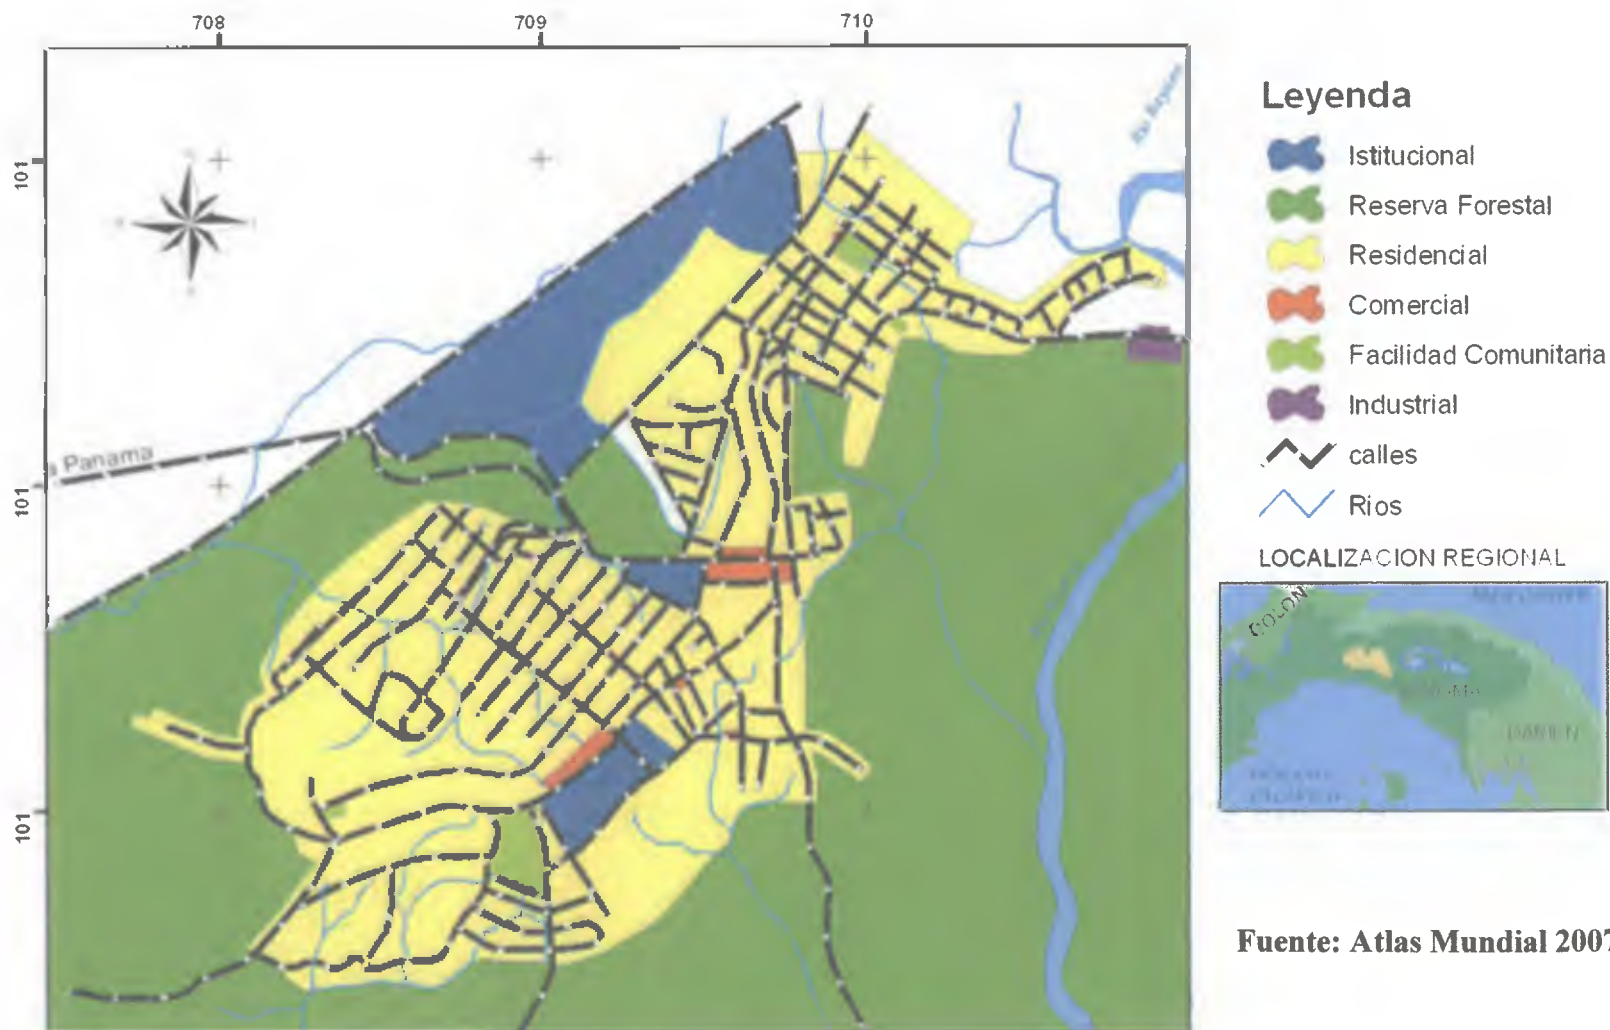 708
709
710
101
101
101
a Panama
Leyenda
Istitucional
Reserva Forestal
Residencial
Comercial
Facilidad Comunitaria
Industrial
calles
Rios
LOCALIZACION REGIONAL
COLON
DARIEN
Fuente: Atlas Mundial 2007